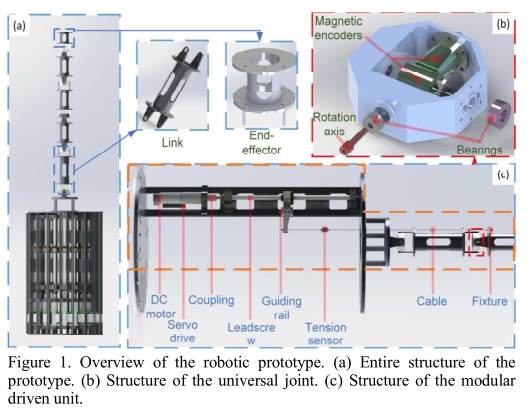 (a)
Link
End-
effector
(b)
Magnetic
encoders
Rotation
axis
Bearings
(c)
DC
motor
Servo
drive
Coupling
Leadscre
w
Guiding
rail
Tension
sensor
Cable
Fixture
Figure 1. Overview of the robotic prototype. (a) Entire structure of the
prototype. (b) Structure of the universal joint. (c) Structure of the modular
driven unit.